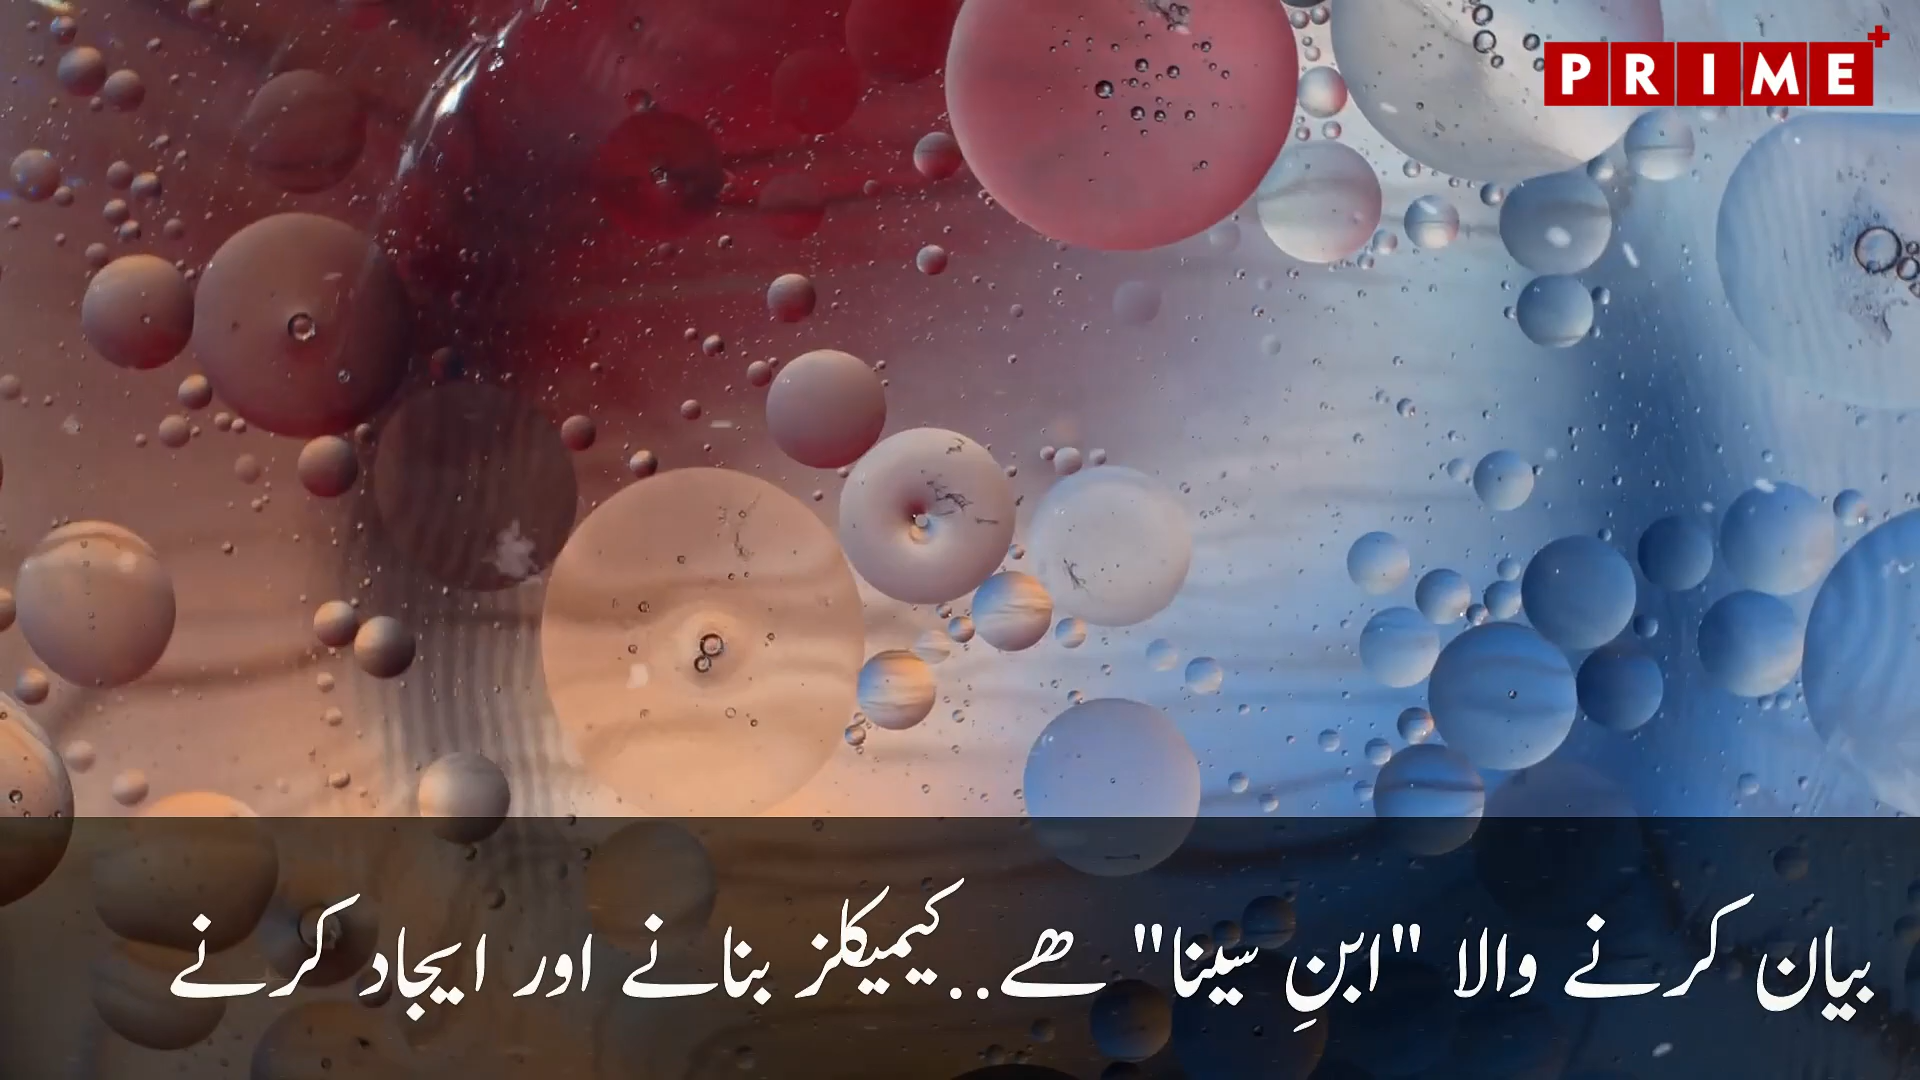 PRIME+
بیان کرنے والا "ابنِ سینا" ھے..کیمیکلز بنانے اور ایجاد کرنے